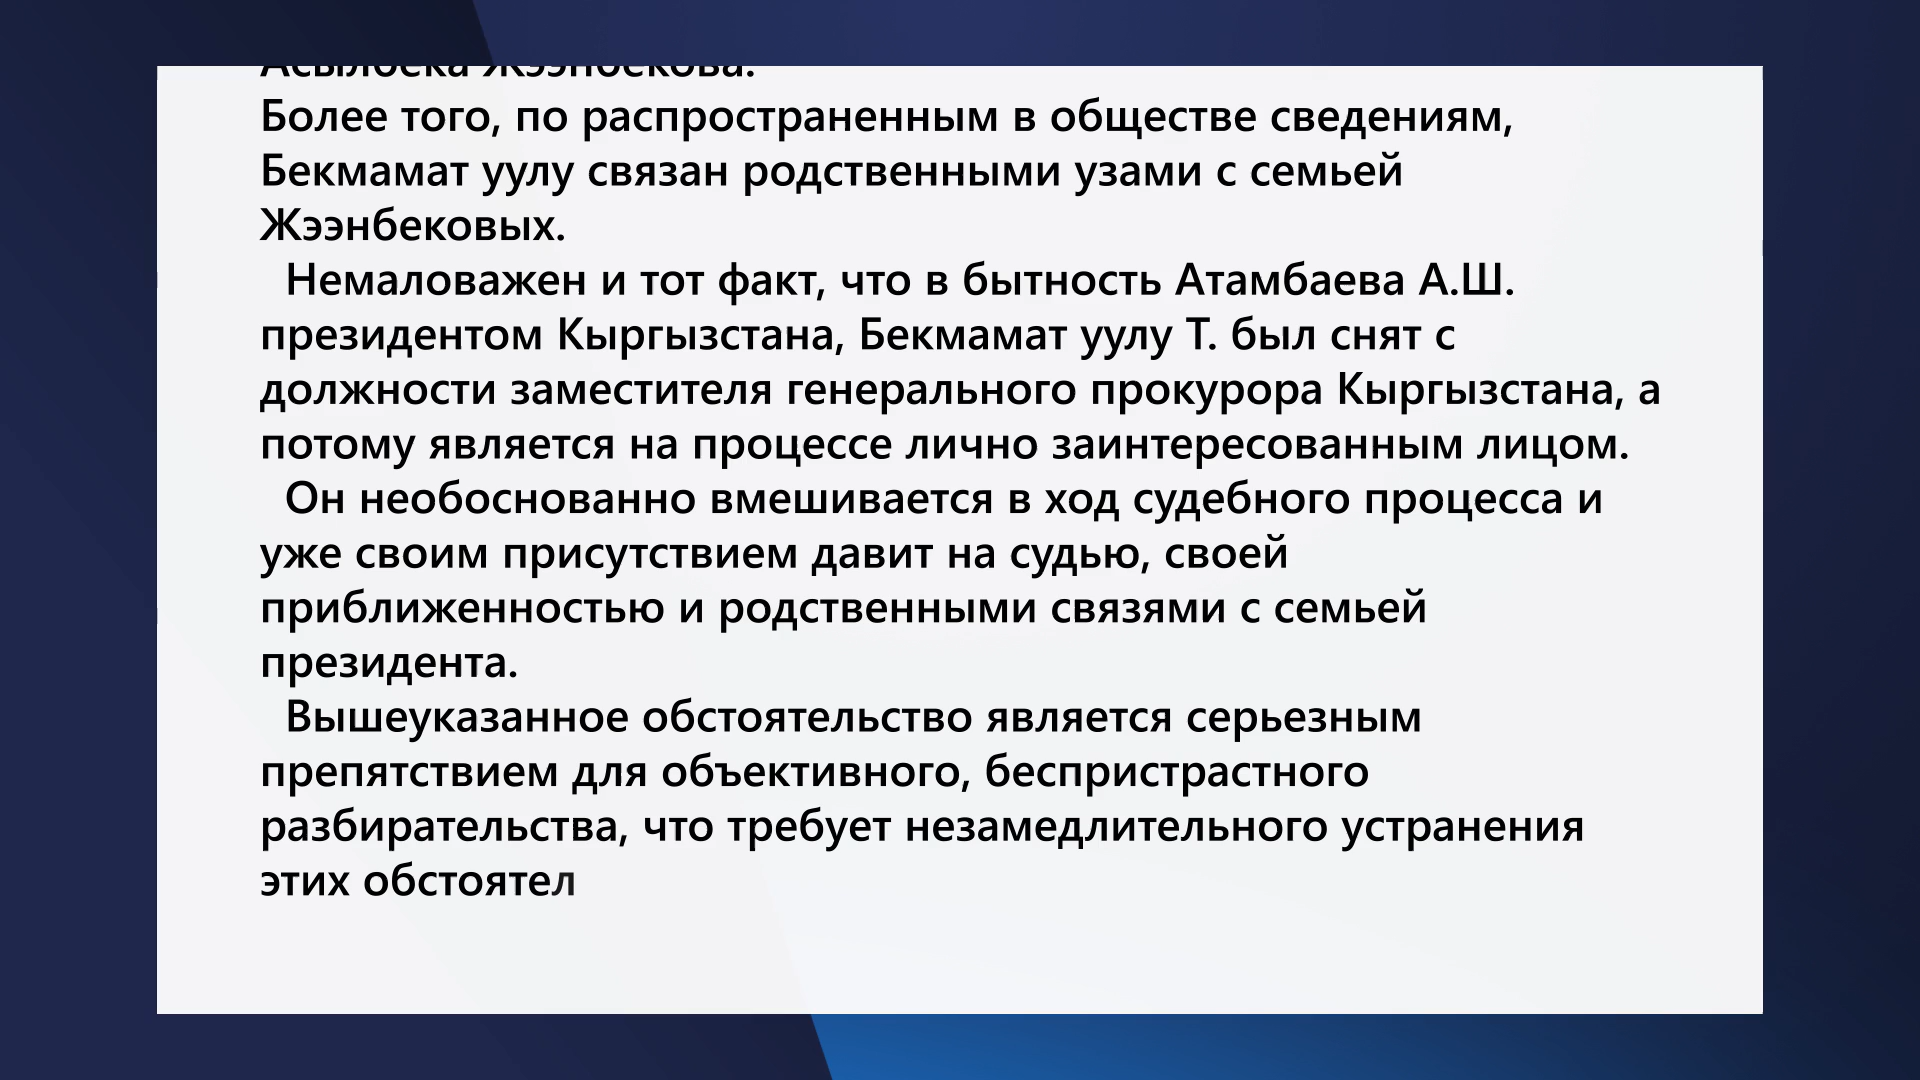 Асылбека Жээнбекова.
Более того, по распространенным в обществе сведениям,
Бекмамат уулу связан родственными узами с семьей
Жээнбековых.
Немаловажен и тот факт, что в бытность Атамбаева А.Ш.
президентом Кыргызстана, Бекмамат уулу Т. был снят с
должности заместителя генерального прокурора Кыргызстана, а
потому является на процессе лично заинтересованным лицом.
Он необоснованно вмешивается в ход судебного процесса и
уже своим присутствием давит на судью, своей
приближенностью и родственными связями с семьей
президента.
Вышеуказанное обстоятельство является серьезным
препятствием для объективного, беспристрастного
разбирательства, что требует незамедлительного устранения
этих обстоятел